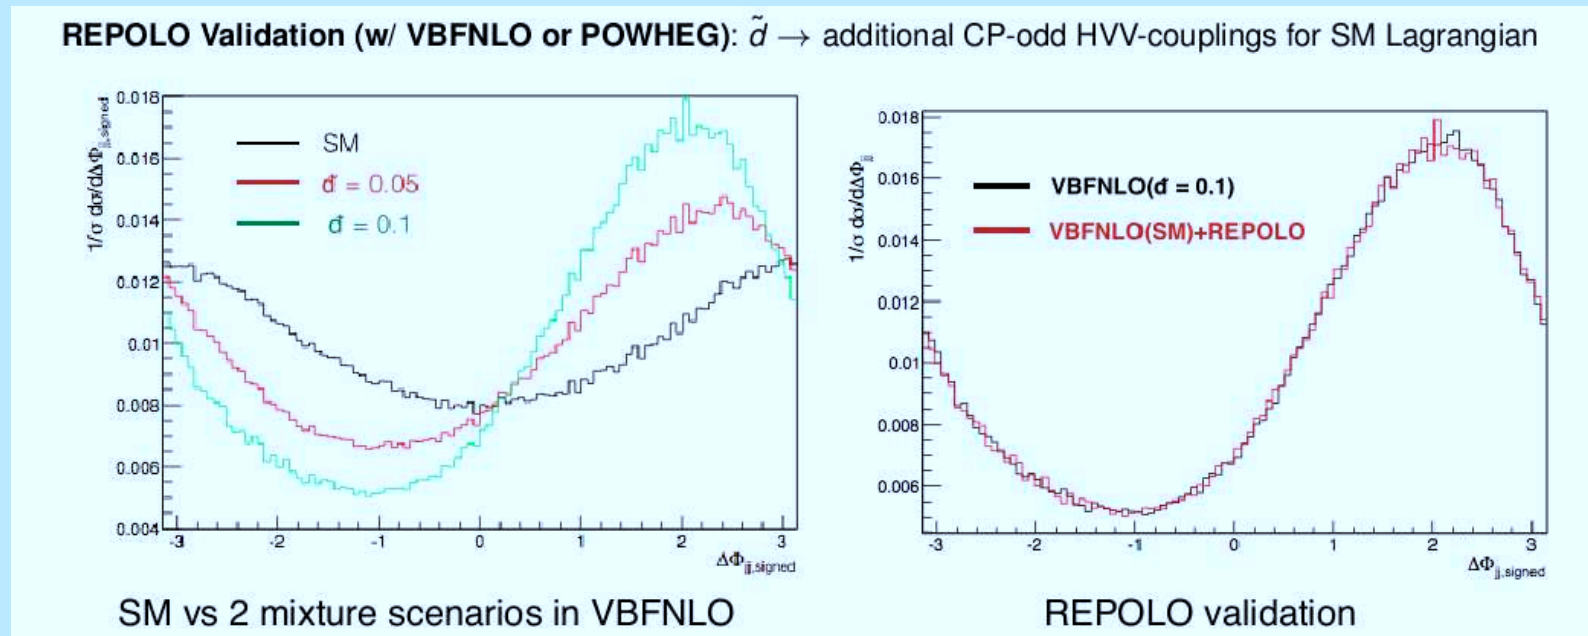 REPOLO Validation (w/ VBFNLO or POWHEG): d̃ → additional CP-odd HVV-couplings for SM Lagrangian
1/σ dσ/dΔΦjj,signed
0.018
0.016
0.014
0.012
0.01
0.008
0.006
0.004
SM
d̃ = 0.05
d̃ = 0.1
-3 -2 -1 0 1 2 3
ΔΦjj,signed
SM vs 2 mixture scenarios in VBFNLO
1/σ dσ/dΔΦjj
0.018
0.016
0.014
0.012
0.01
0.008
0.006
VBFNLO(d̃ = 0.1)
VBFNLO(SM)+REPOLO
-3 -2 -1 0 1 2 3
ΔΦjj,signed
REPOLO validation